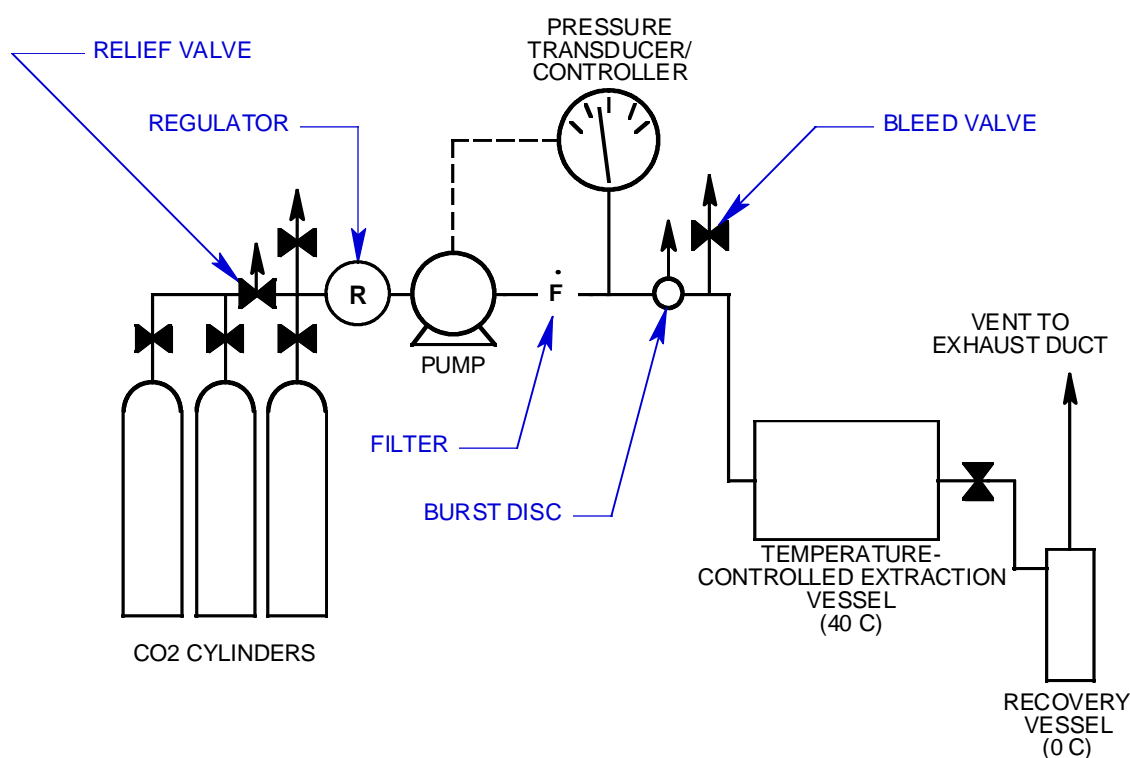 PRESSURE
TRANSDUCER/
CONTROLLER
RELIEF VALVE
REGULATOR
BLEED VALVE
R
F
PUMP
VENT TO
EXHAUST DUCT
FILTER
BURST DISC
TEMPERATURE-
CONTROLLED EXTRACTION
VESSEL
(40 C)
CO2 CYLINDERS
RECOVERY
VESSEL
(0 C)